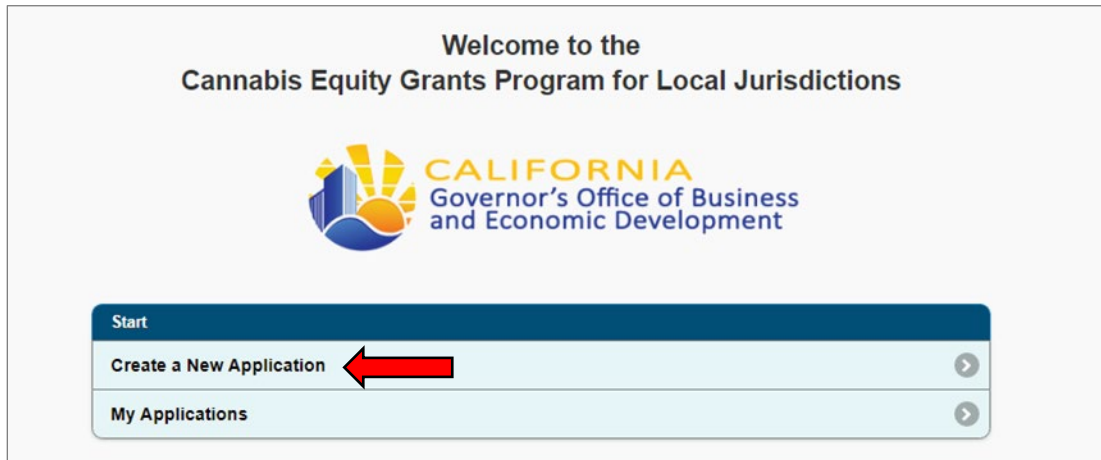 Welcome to the
Cannabis Equity Grants Program for Local Jurisdictions
CALIFORNIA
Governor's Office of Business
and Economic Development
Start
Create a New Application
My Applications